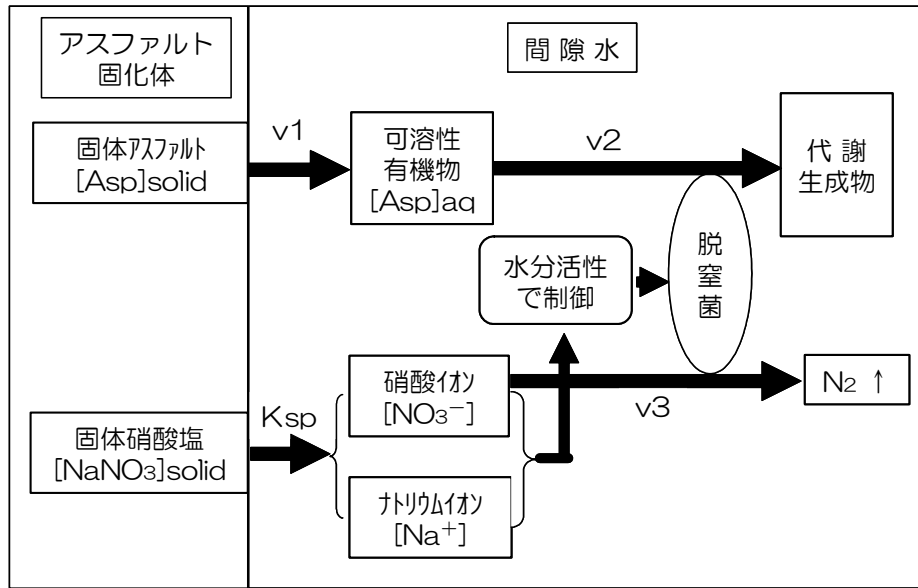 アスファルト
固化体
間 隙 水
固体ｱｽﾌｧﾙﾄ
[Asp]solid
v1
可溶性
有機物
[Asp]aq
v2
代 謝
生成物
水分活性
で制御
脱
窒
菌
硝酸ｲｵﾝ
[NO₃⁻]
v3
N₂ ↑
固体硝酸塩
[NaNO₃]solid
Ksp
ﾅﾄﾘｳﾑｲｵﾝ
[Na⁺]